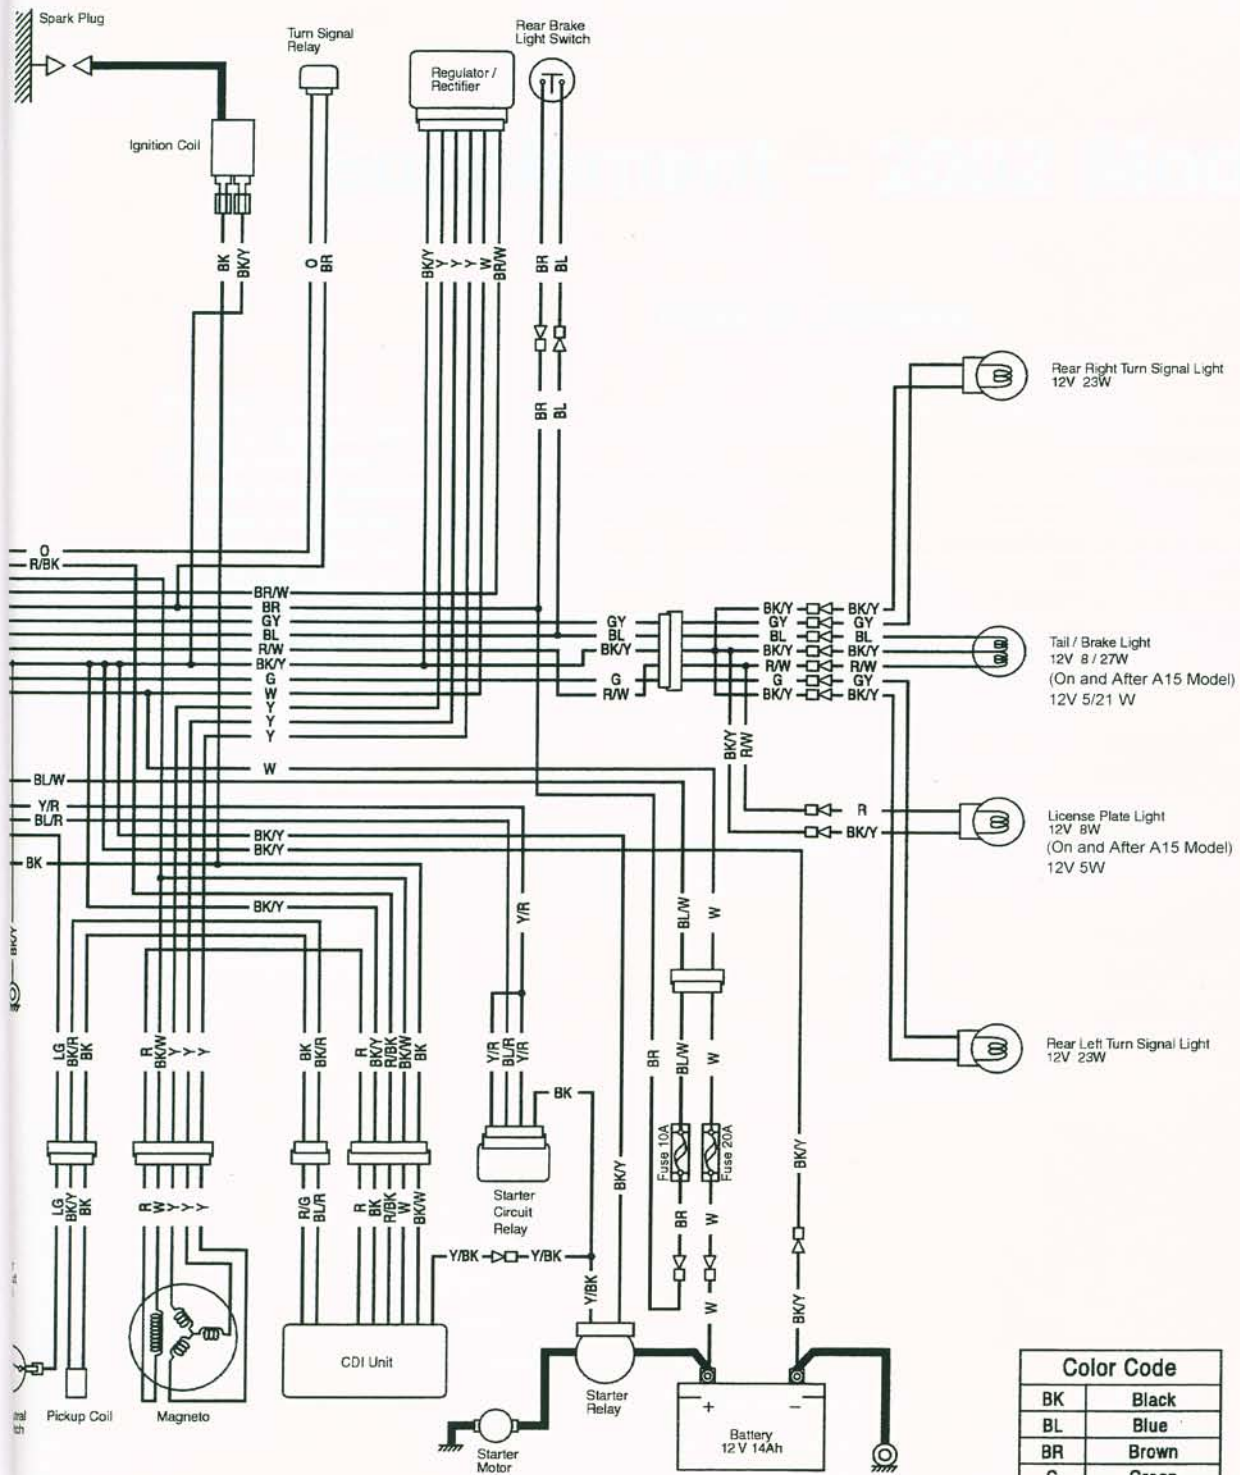 Spark Plug
Turn Signal
Relay
Rear Brake
Light Switch
Regulator /
Rectifier
Ignition Coil
BK
BK/Y
O
BR
BK/Y
Y
Y
Y
W
BR/W
BR
BL
BR
BL
Rear Right Turn Signal Light
12V 23W
O
R/BK
BR/W
BR
GY
BL
R/W
BK/Y
G
W
Y
Y
Y
W
GY
BL
BK/Y
G
R/W
BK/Y
BK/Y
GY
GY
BL
BL
BK/Y
BK/Y
R/W
R/W
G
GY
BK/Y
BK/Y
Tail / Brake Light
12V 8 / 27W
(On and After A15 Model)
12V 5/21 W
BK/Y
R/W
BL/W
Y/R
BL/R
BK/Y
BK/Y
BK
BK/Y
R
BK/Y
License Plate Light
12V 8W
(On and After A15 Model)
12V 5W
Y/R
BL/W
W
BK/Y
LG
BK/R
BK
R
BK/W
Y
Y
Y
BK
BK/R
R
BK/Y
R/BK
BK/W
BK
Y/R
BL/R
Y/R
BR
BL/W
W
Rear Left Turn Signal Light
12V 23W
BK
Fuse 10A
Fuse 20A
BK/Y
BK/Y
LG
BK/Y
BK
R
W
Y
Y
Y
R/G
BL/R
R
BK
R/BK
W
BK/W
Starter
Circuit
Relay
BR
W
Y/BK
Y/BK
Y/BK
W
BK/Y
CDI Unit
Pickup Coil
Magneto
Starter
Relay
Starter
Motor
+
−
Battery
12 V 14Ah
Color Code
BK Black
BL Blue
BR Brown
G Green